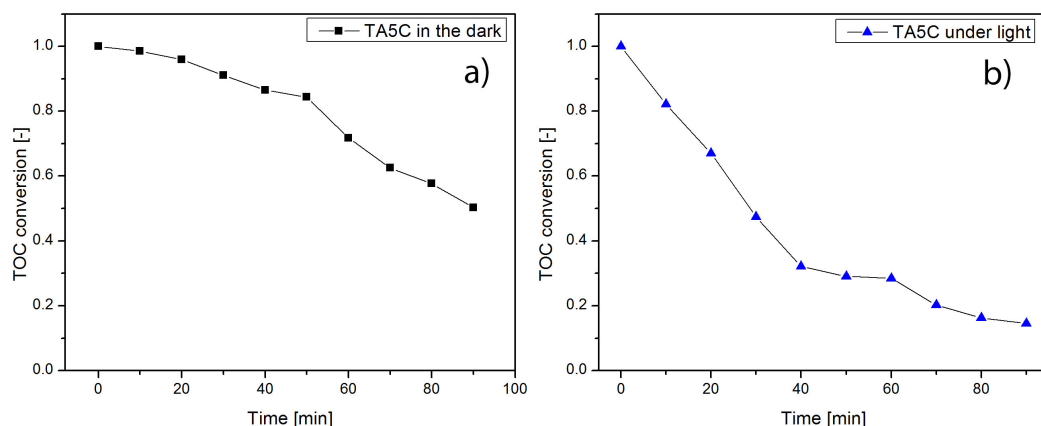 TA5C in the dark
a)
1.0
0.8
0.6
0.4
0.2
0.0
TOC conversion [-]
0 20 40 60 80 100
Time [min]
TA5C under light
b)
1.0
0.8
0.6
0.4
0.2
0.0
TOC conversion [-]
0 20 40 60 80
Time [min]